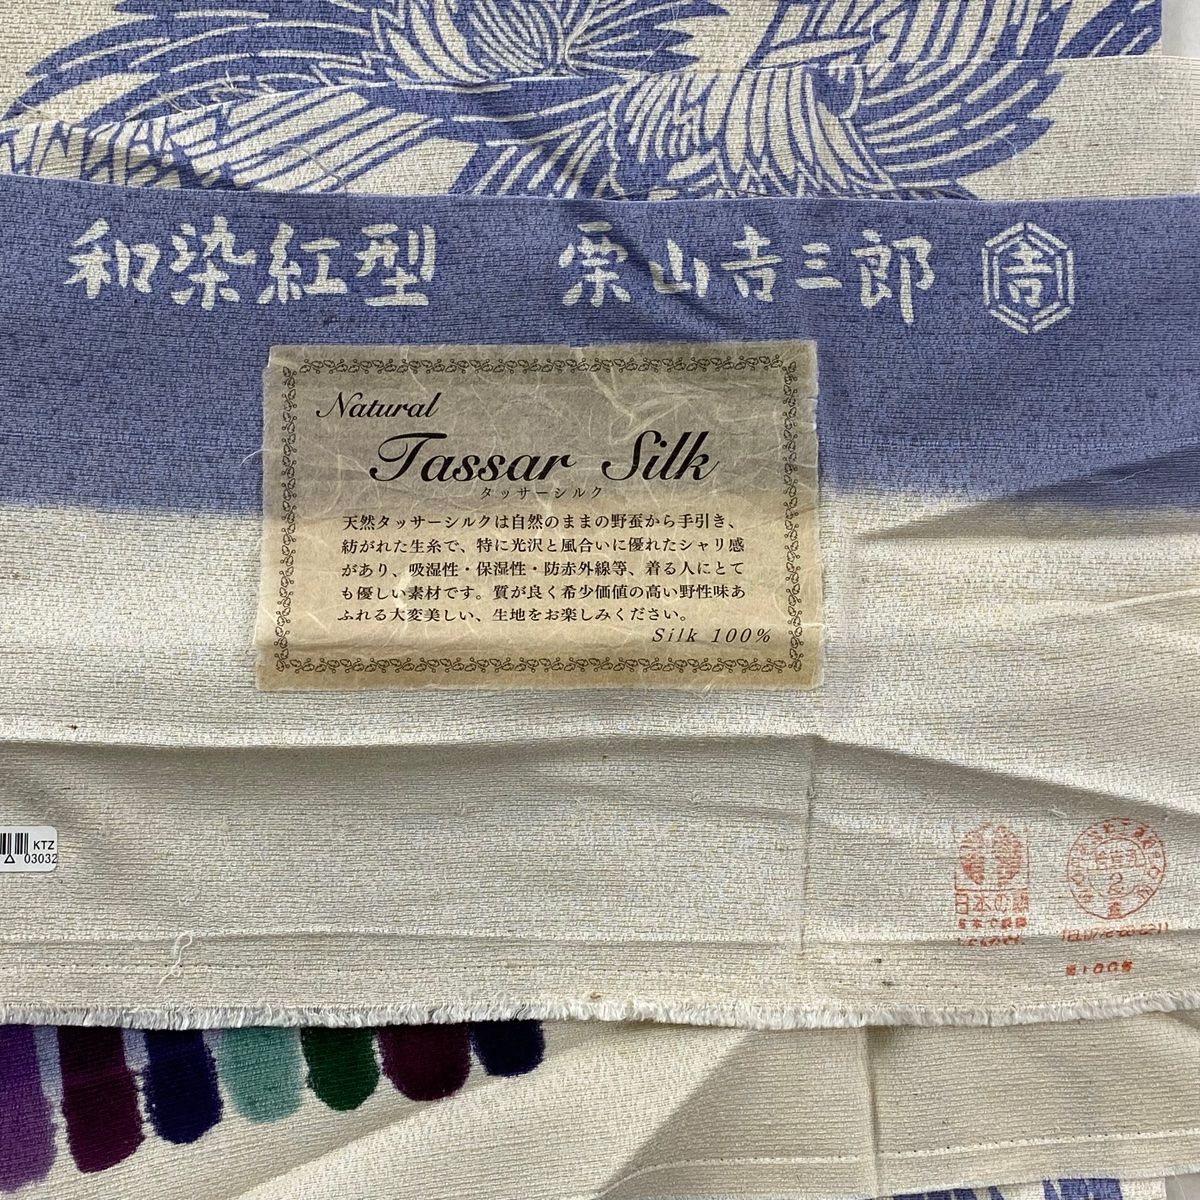 和染紅型 栗山吉三郎 吉
Natural
Tassar Silk
タッサーシルク
天然タッサーシルクは自然のままの野蚕から手引き、
紡がれた生糸で、特に光沢と風合いに優れたシャリ感
があり、吸湿性・保湿性・防赤外線等、着る人にとて
も優しい素材です。質が良く希少価値の高い野性味あ
ふれる大変美しい、生地をお楽しみください。
Silk 100%
KTZ
03032
日本の絹
2